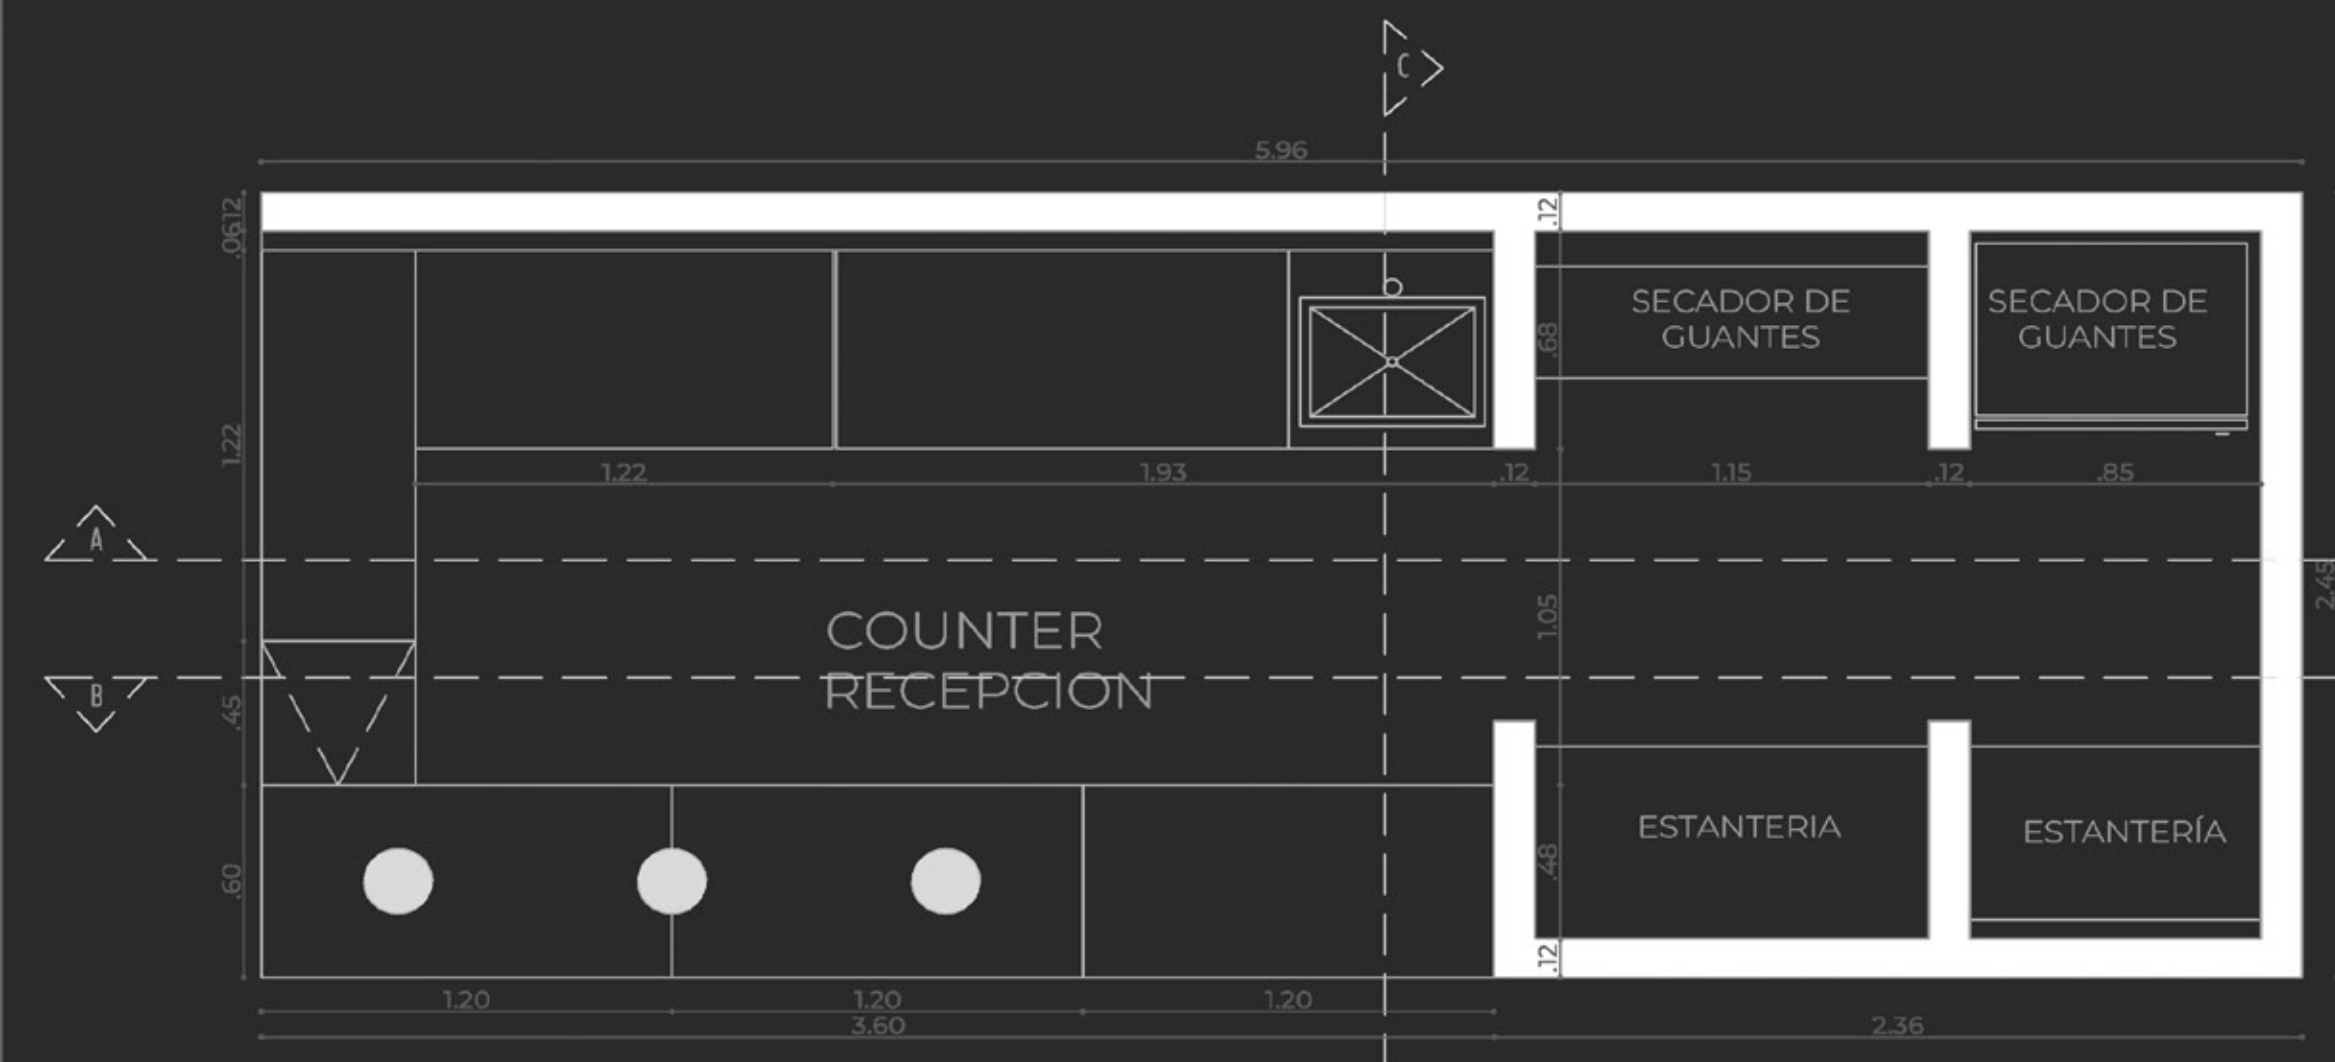 C
5.96
.12
.06
.12
SECADOR DE
GUANTES
SECADOR DE
GUANTES
.68
1.22
1.22
1.93
.12
1.15
.12
.85
A
2.45
1.05
COUNTER
RECEPCION
B
.45
ESTANTERIA
ESTANTERÍA
.48
.60
.12
1.20
1.20
1.20
3.60
2.36